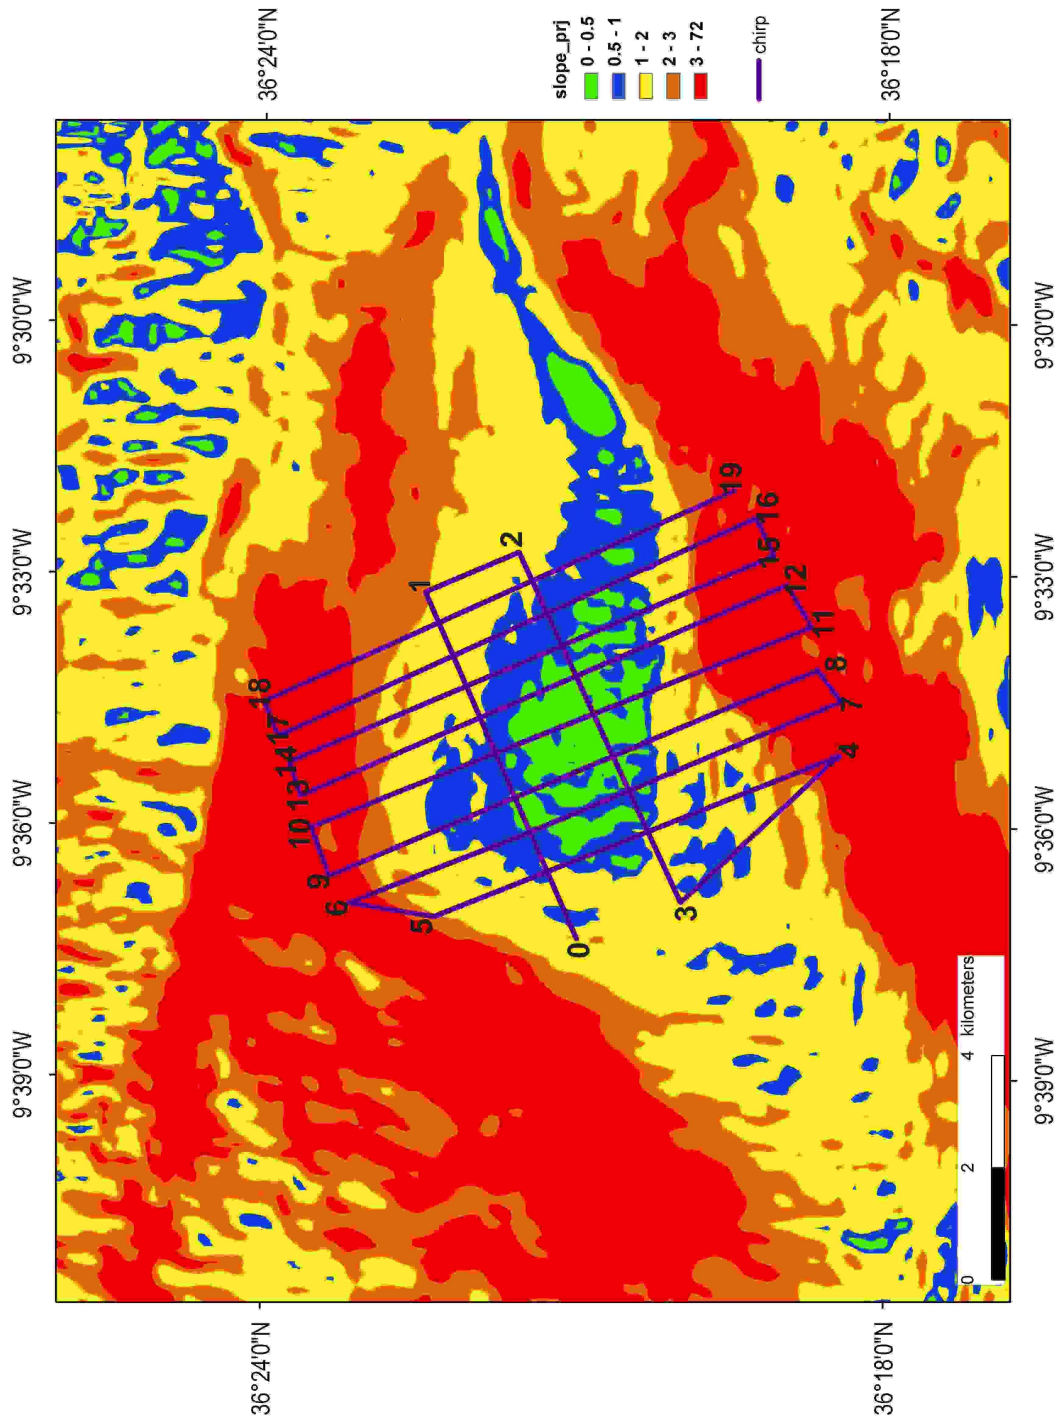 9°39'0"W
9°36'0"W
9°33'0"W
9°30'0"W
36°24'0"N
36°24'0"N
18
17
14
13
10
9
6
5
1
2
0
3
19
16
15
12
11
8
7
4
slope_prj
0 - 0.5
0.5 - 1
1 - 2
2 - 3
3 - 72
chirp
36°18'0"N
36°18'0"N
0 2 4 kilometers
9°39'0"W
9°36'0"W
9°33'0"W
9°30'0"W